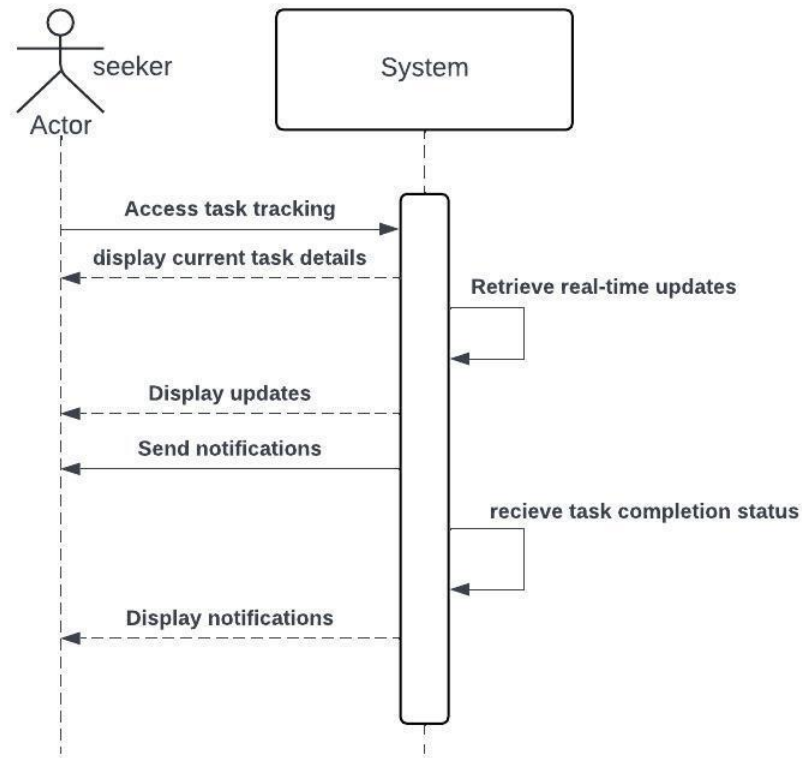 seeker
System
Actor
Access task tracking
display current task details
Retrieve real-time updates
Display updates
Send notifications
recieve task completion status
Display notifications